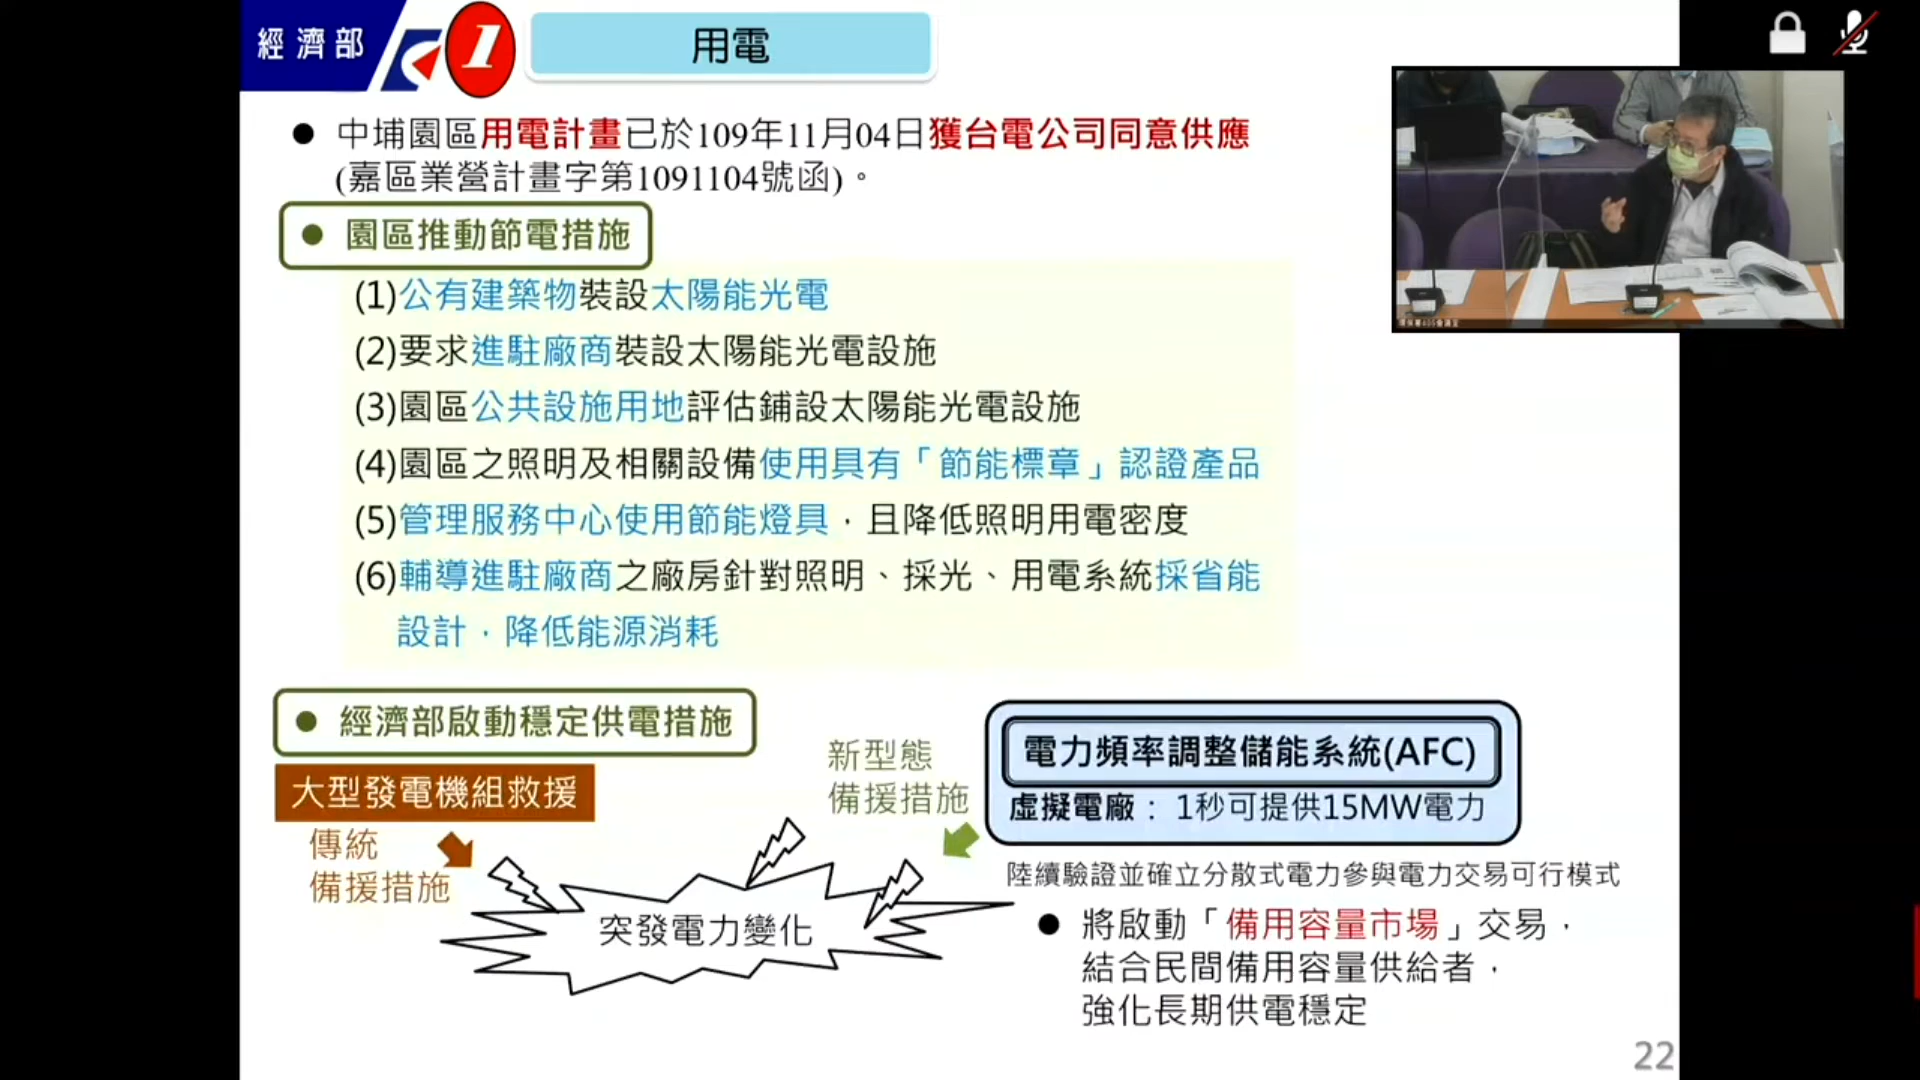 經濟部
1
用電
● 中埔園區用電計畫已於109年11月04日獲台電公司同意供應
(嘉區業營計畫字第1091104號函)。
● 園區推動節電措施
(1)公有建築物裝設太陽能光電
(2)要求進駐廠商裝設太陽能光電設施
(3)園區公共設施用地評估鋪設太陽能光電設施
(4)園區之照明及相關設備使用具有「節能標章」認證產品
(5)管理服務中心使用節能燈具，且降低照明用電密度
(6)輔導進駐廠商之廠房針對照明、採光、用電系統採省能
設計，降低能源消耗
● 經濟部啟動穩定供電措施
大型發電機組救援
傳統
備援措施
突發電力變化
新型態
備援措施
電力頻率調整儲能系統(AFC)
虛擬電廠：1秒可提供15MW電力
陸續驗證並確立分散式電力參與電力交易可行模式
● 將啟動「備用容量市場」交易，
結合民間備用容量供給者，
強化長期供電穩定
22